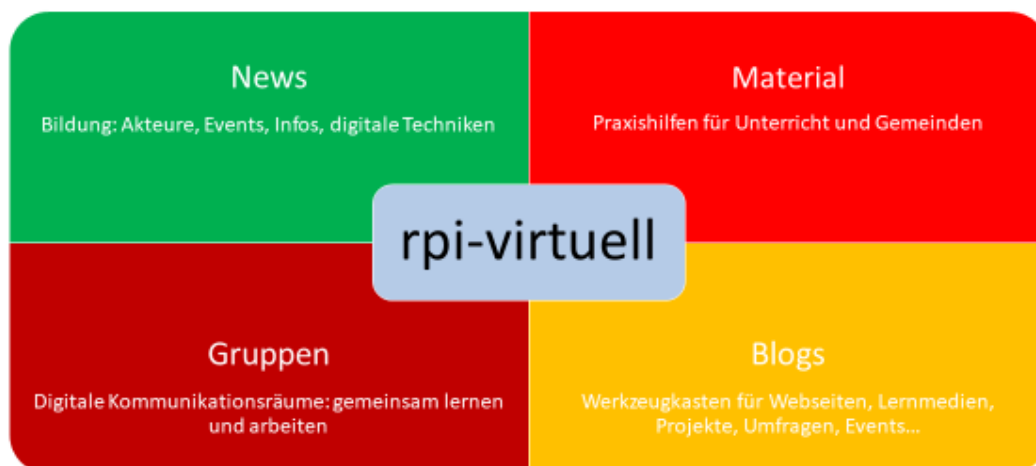 News
Bildung: Akteure, Events, Infos, digitale Techniken
Material
Praxishilfen für Unterricht und Gemeinden
rpi-virtuell
Gruppen
Digitale Kommunikationsräume: gemeinsam lernen
und arbeiten
Blogs
Werkzeugkasten für Webseiten, Lernmedien,
Projekte, Umfragen, Events...